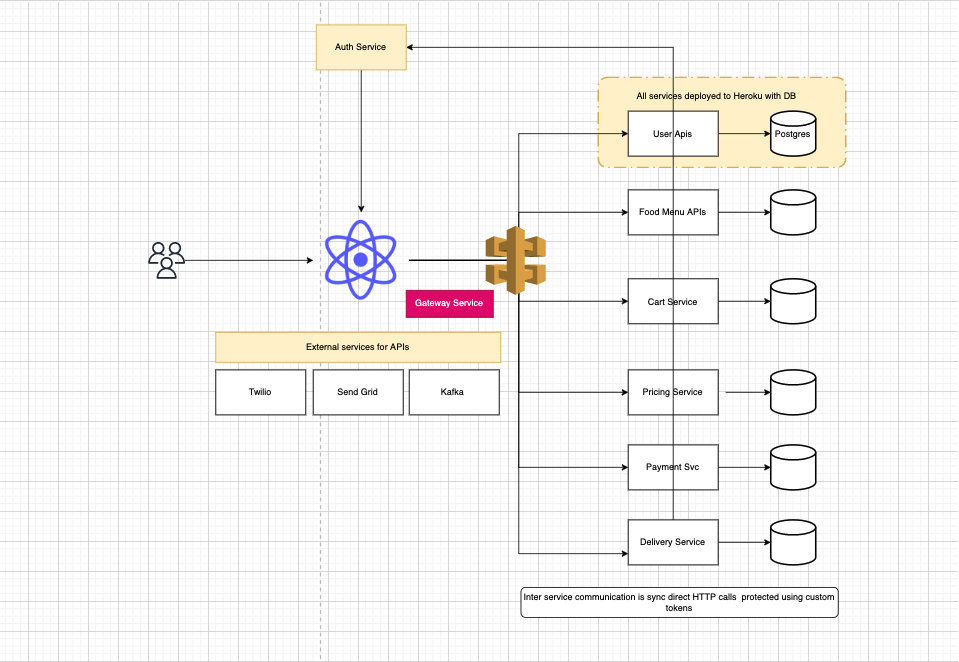 Auth Service
All services deployed to Heroku with DB
User Apis
Postgres
Food Menu APIs
Gateway Service
Cart Service
External services for APIs
Twilio
Send Grid
Kafka
Pricing Service
Payment Svc
Delivery Service
Inter service communication is sync direct HTTP calls protected using custom
tokens